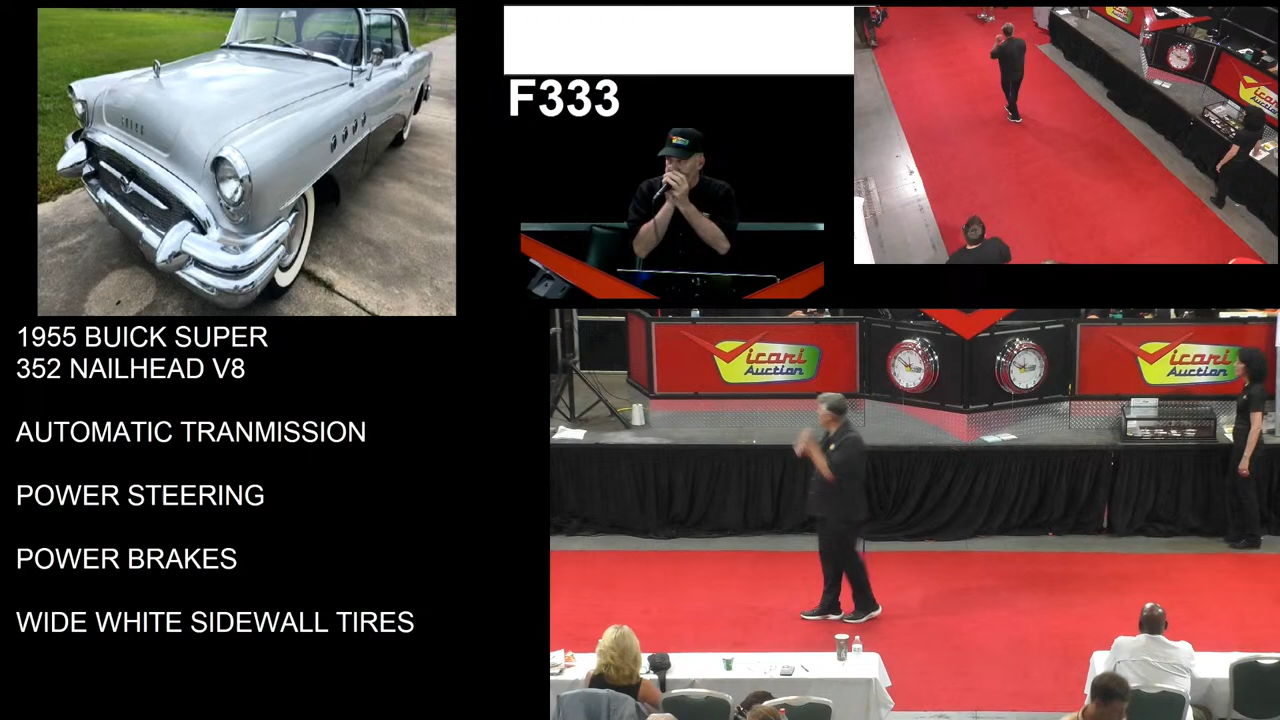 F333
1955 BUICK SUPER
352 NAILHEAD V8
AUTOMATIC TRANMISSION
POWER STEERING
POWER BRAKES
WIDE WHITE SIDEWALL TIRES
Vicari
Auction
Vicari
Auction